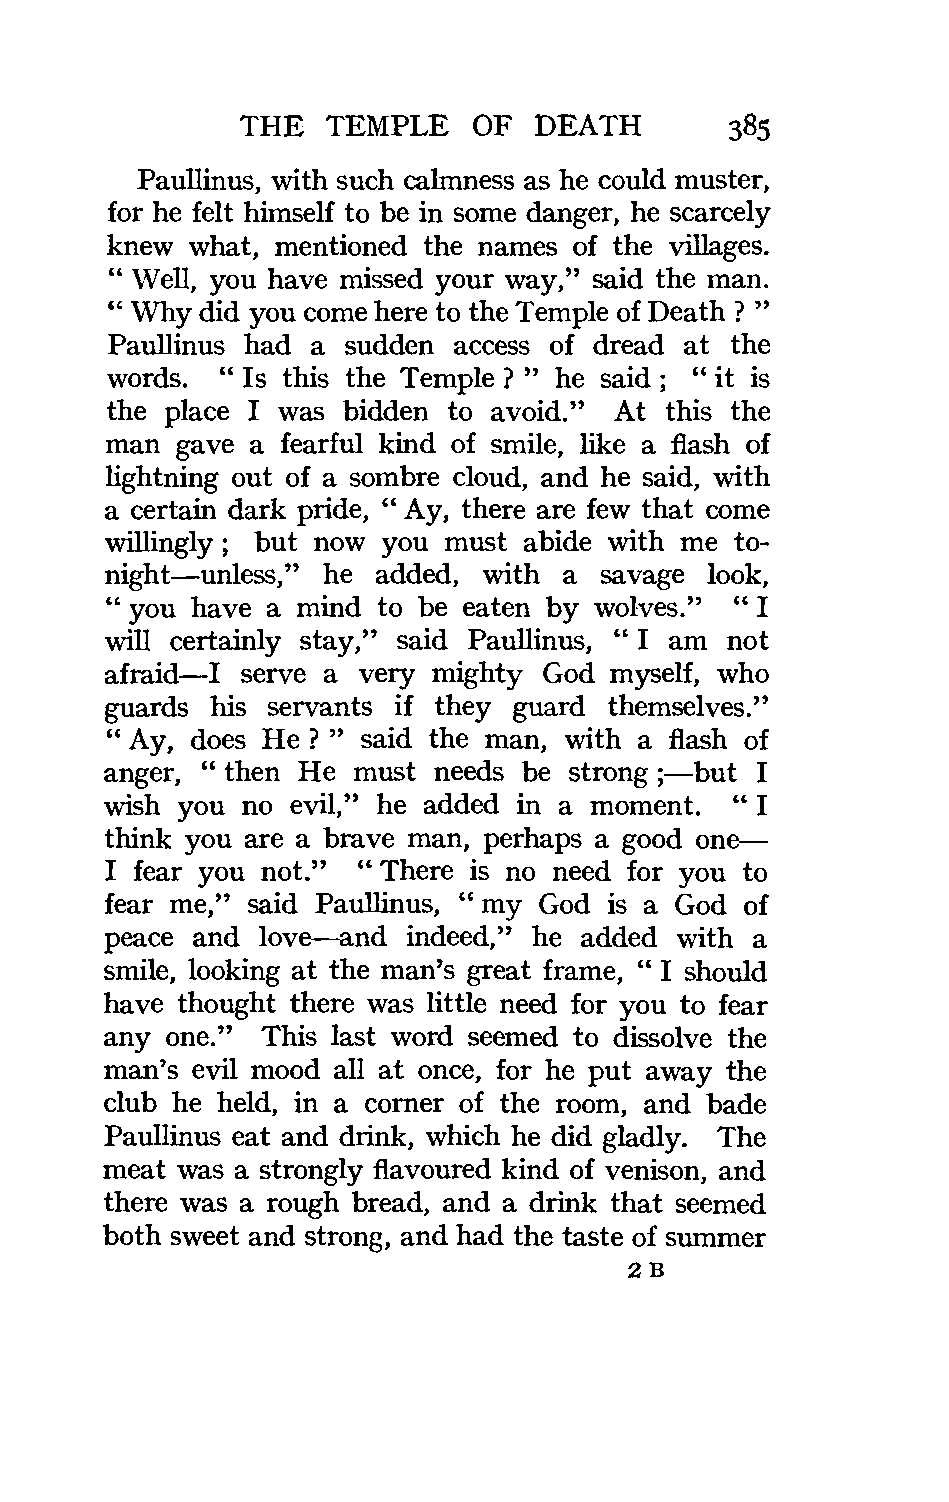 THE TEMPLE OF DEATH 385
Paullinus, with such calmness as he could muster,
for he felt himself to be in some danger, he scarcely
knew what, mentioned the names of the villages.
“ Well, you have missed your way,” said the man.
“ Why did you come here to the Temple of Death ? ”
Paullinus had a sudden access of dread at the
words. “ Is this the Temple ? ” he said ; “ it is
the place I was bidden to avoid.” At this the
man gave a fearful kind of smile, like a flash of
lightning out of a sombre cloud, and he said, with
a certain dark pride, “ Ay, there are few that come
willingly ; but now you must abide with me to-
night—unless,” he added, with a savage look,
“ you have a mind to be eaten by wolves.” “ I
will certainly stay,” said Paullinus, “ I am not
afraid—I serve a very mighty God myself, who
guards his servants if they guard themselves.”
“ Ay, does He ? ” said the man, with a flash of
anger, “ then He must needs be strong ;—but I
wish you no evil,” he added in a moment. “ I
think you are a brave man, perhaps a good one—
I fear you not.” “ There is no need for you to
fear me,” said Paullinus, “ my God is a God of
peace and love—and indeed,” he added with a
smile, looking at the man’s great frame, “ I should
have thought there was little need for you to fear
any one.” This last word seemed to dissolve the
man’s evil mood all at once, for he put away the
club he held, in a corner of the room, and bade
Paullinus eat and drink, which he did gladly. The
meat was a strongly flavoured kind of venison, and
there was a rough bread, and a drink that seemed
both sweet and strong, and had the taste of summer
2 B